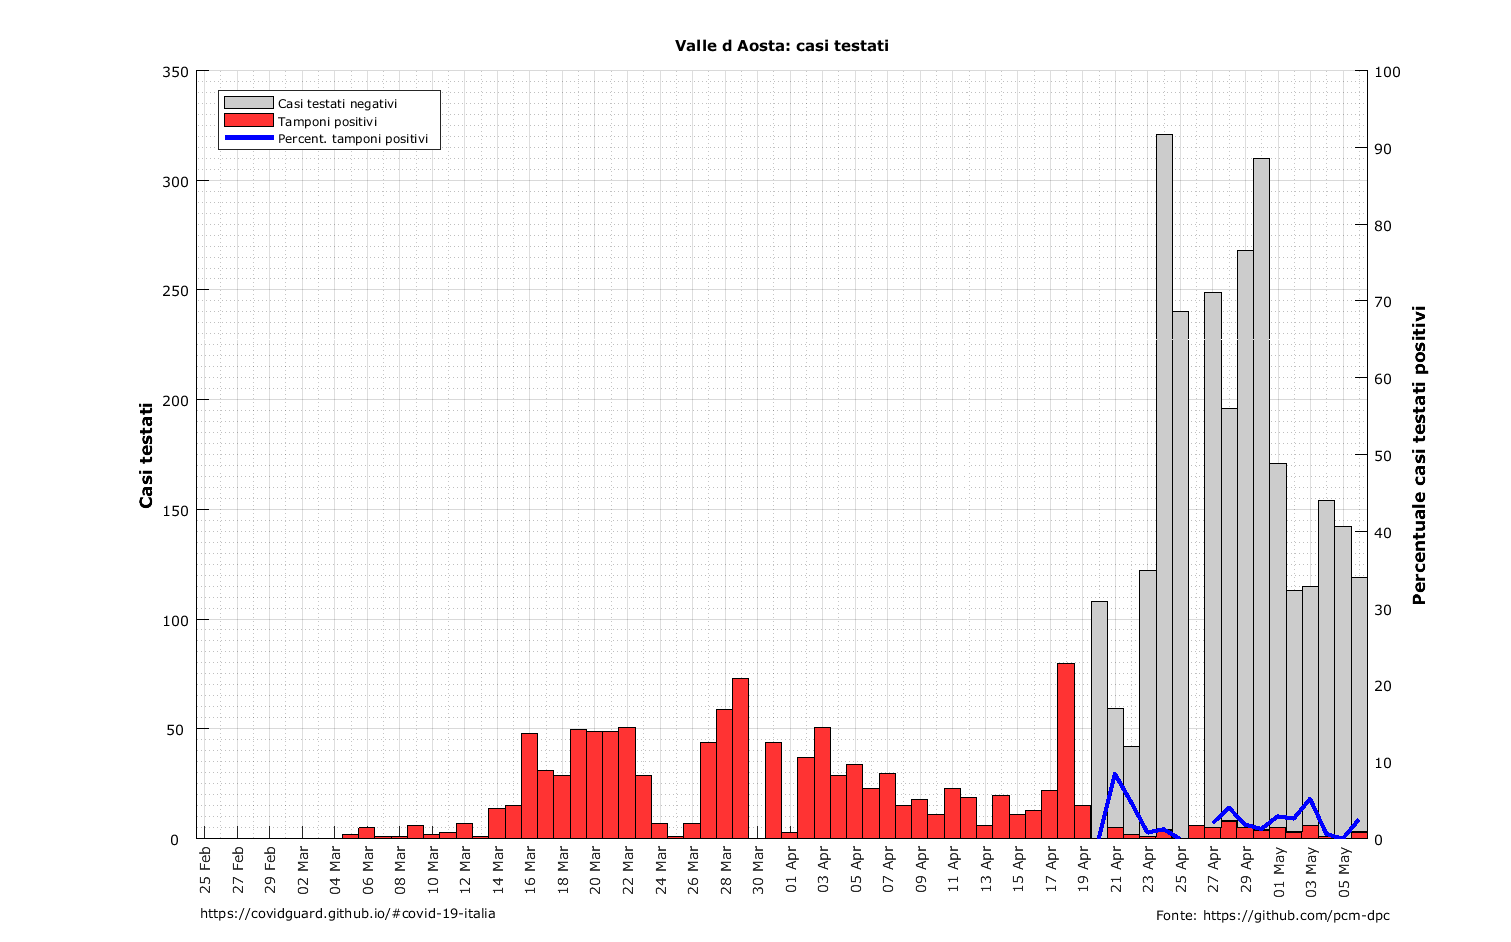 Valle d Aosta: casi testati
Casi testati negativi
Tamponi positivi
Percent. tamponi positivi
Casi testati
350
300
250
200
150
100
50
0
100
90
80
70
60
50
40
30
20
10
0
Percentuale casi testati positivi
25 Feb
27 Feb
29 Feb
02 Mar
04 Mar
06 Mar
08 Mar
10 Mar
12 Mar
14 Mar
16 Mar
18 Mar
20 Mar
22 Mar
24 Mar
26 Mar
28 Mar
30 Mar
01 Apr
03 Apr
05 Apr
07 Apr
09 Apr
11 Apr
13 Apr
15 Apr
17 Apr
19 Apr
21 Apr
23 Apr
25 Apr
27 Apr
29 Apr
01 May
03 May
05 May
https://covidguard.github.io/#covid-19-italia
Fonte: https://github.com/pcm-dpc